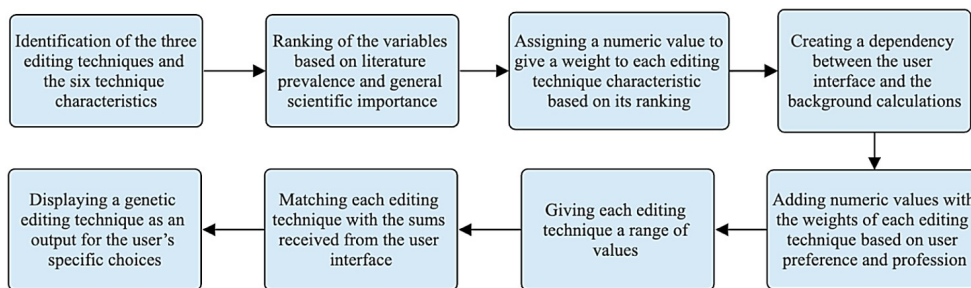 Identification of the three
editing techniques and
the six technique
characteristics
Ranking of the variables
based on literature
prevalence and general
scientific importance
Assigning a numeric value to
give a weight to each editing
technique characteristic
based on its ranking
Creating a dependency
between the user
interface and the
background calculations
Adding numeric values with
the weights of each editing
technique based on user
preference and profession
Giving each editing
technique a range of
values
Matching each editing
technique with the sums
received from the user
interface
Displaying a genetic
editing technique as an
output for the user's
specific choices